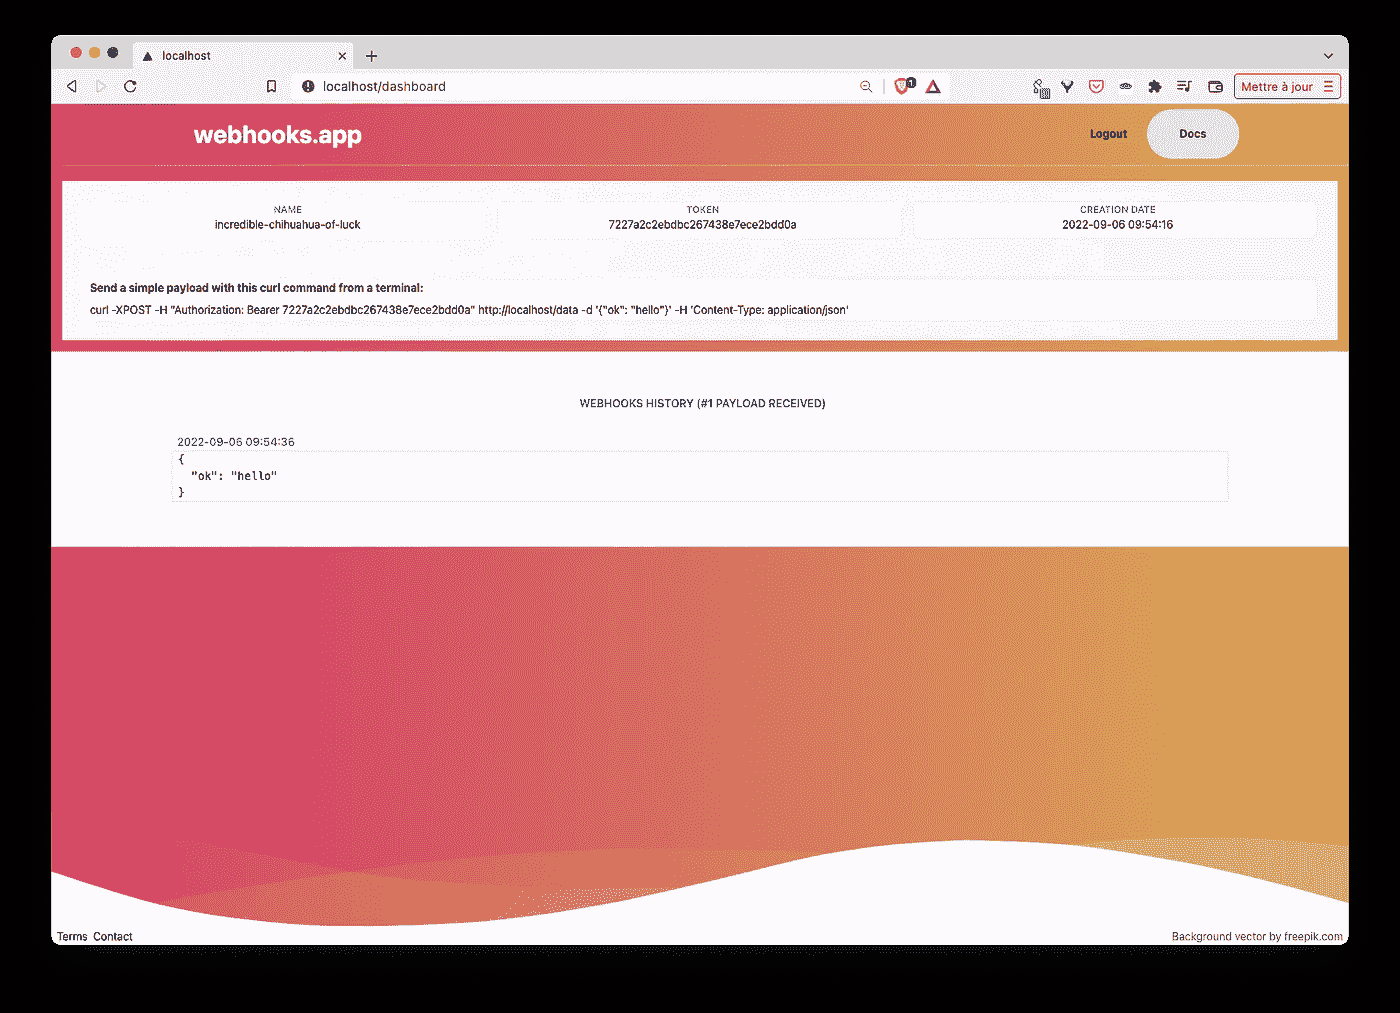 localhost
localhost/dashboard
1
Mettre à jour
webhooks.app
Logout
Docs
NAME
incredible-chihuahua-of-luck
TOKEN
7227a2c2ebdbc267438e7ece2bdd0a
CREATION DATE
2022-09-06 09:54:16
Send a simple payload with this curl command from a terminal:
curl -XPOST -H "Authorization: Bearer 7227a2c2ebdbc267438e7ece2bdd0a" http://localhost/data -d '{"ok": "hello"}' -H 'Content-Type: application/json'
WEBHOOKS HISTORY (#1 PAYLOAD RECEIVED)
2022-09-06 09:54:36
{
"ok": "hello"
}
Terms Contact
Background vector by freepik.com